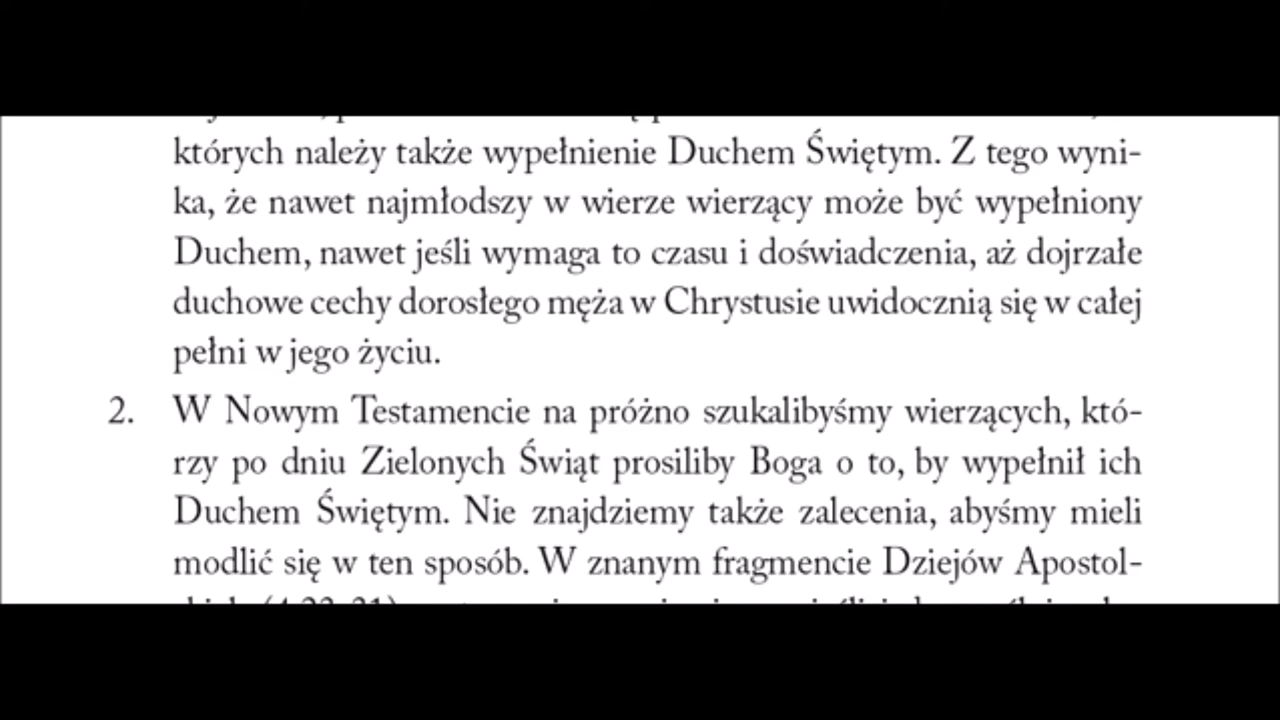 których należy także wypełnienie Duchem Świętym. Z tego wyni-
ka, że nawet najmłodszy w wierze wierzący może być wypełniony
Duchem, nawet jeśli wymaga to czasu i doświadczenia, aż dojrzałe
duchowe cechy dorosłego męża w Chrystusie uwidocznią się w całej
pełni w jego życiu.
2. W Nowym Testamencie na próżno szukalibyśmy wierzących, któ-
rzy po dniu Zielonych Świąt prosiliby Boga o to, by wypełnił ich
Duchem Świętym. Nie znajdziemy także zalecenia, abyśmy mieli
modlić się w ten sposób. W znanym fragmencie Dziejów Apostol-